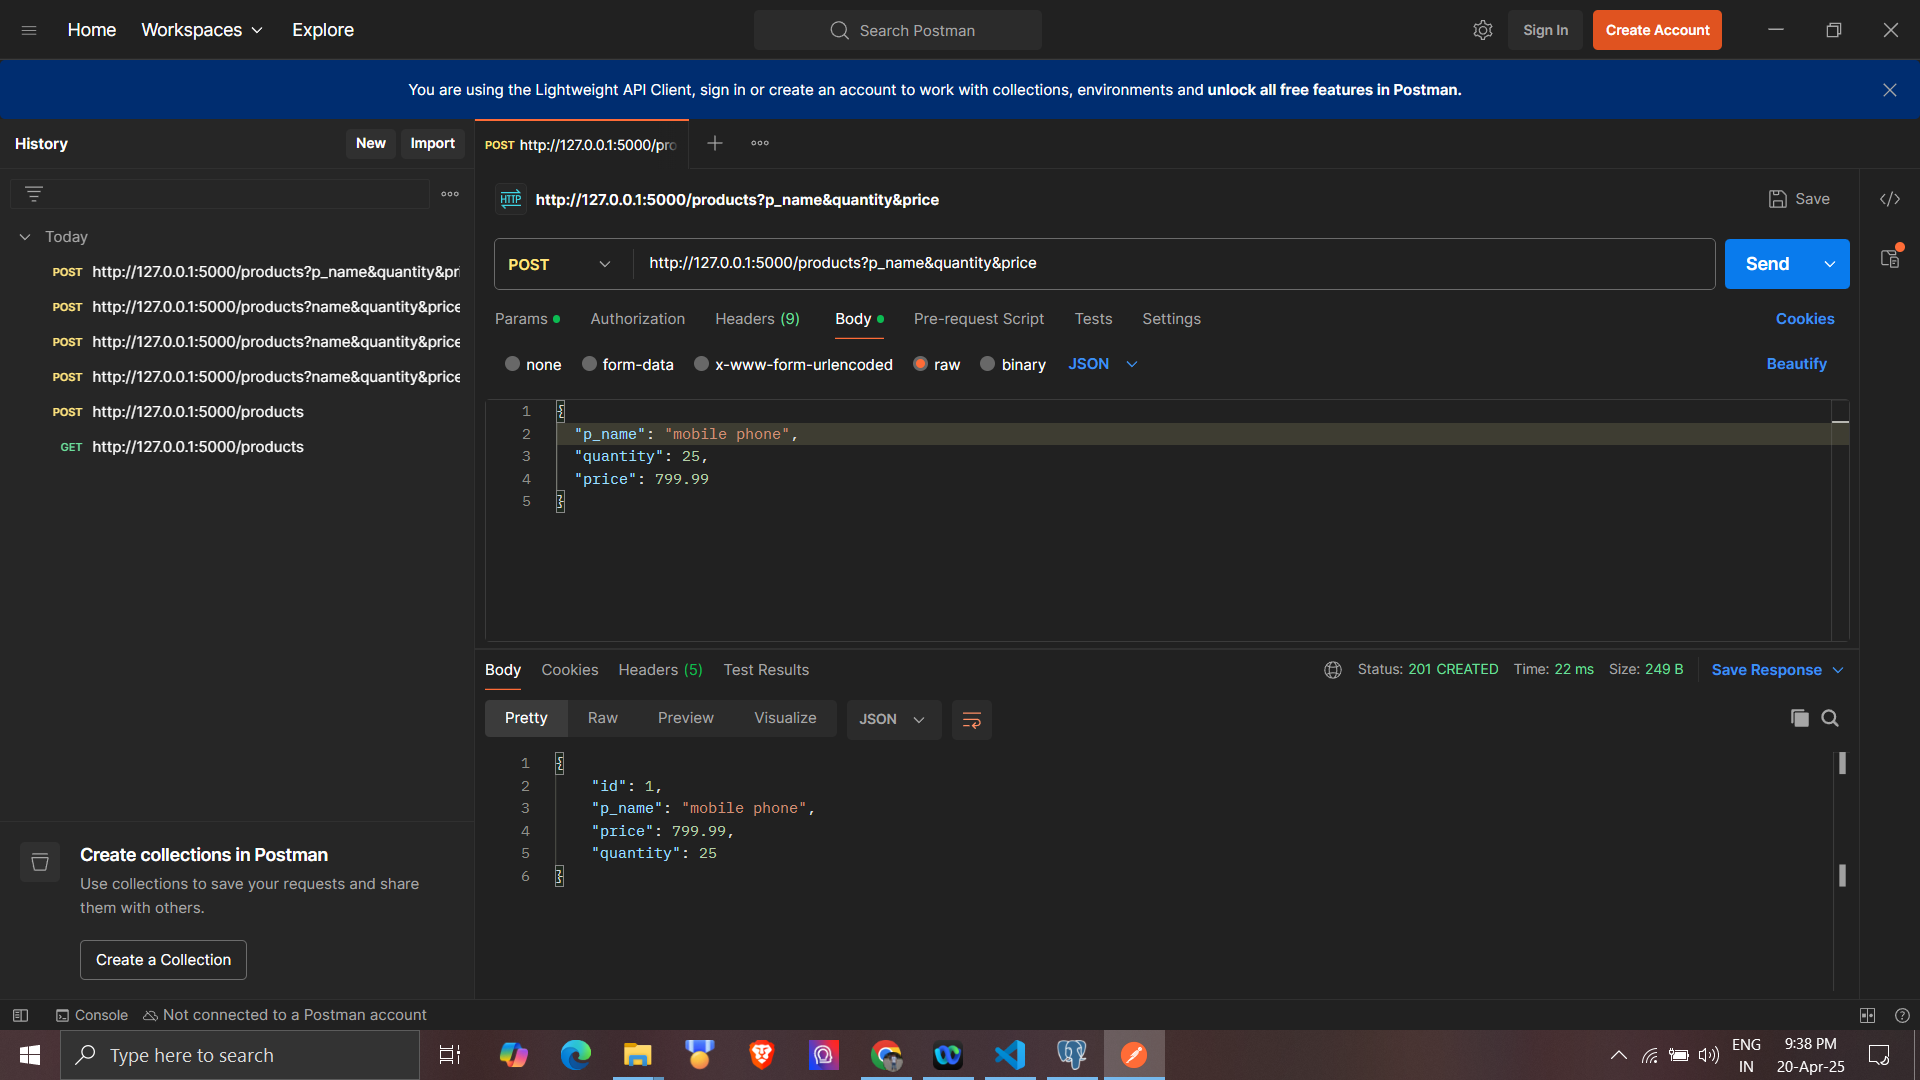 Home Workspaces Explore Search Postman Sign In Create Account
You are using the Lightweight API Client, sign in or create an account to work with collections, environments and unlock all free features in Postman.
History New Import
POST http://127.0.0.1:5000/pro
HTTP http://127.0.0.1:5000/products?p_name&quantity&price Save
Today
POST http://127.0.0.1:5000/products?p_name&quantity&pri
POST http://127.0.0.1:5000/products?name&quantity&price
POST http://127.0.0.1:5000/products?name&quantity&price
POST http://127.0.0.1:5000/products?name&quantity&price
POST http://127.0.0.1:5000/products
GET http://127.0.0.1:5000/products
POST http://127.0.0.1:5000/products?p_name&quantity&price Send
Params Authorization Headers (9) Body Pre-request Script Tests Settings Cookies
none form-data x-www-form-urlencoded raw binary JSON Beautify
1 {
2 "p_name": "mobile phone",
3 "quantity": 25,
4 "price": 799.99
5 }
Body Cookies Headers (5) Test Results Status: 201 CREATED Time: 22 ms Size: 249 B Save Response
Pretty Raw Preview Visualize JSON
1 {
2 "id": 1,
3 "p_name": "mobile phone",
4 "price": 799.99,
5 "quantity": 25
6 }
Create collections in Postman
Use collections to save your requests and share
them with others.
Create a Collection
Console Not connected to a Postman account
Type here to search
ENG
IN
9:38 PM
20-Apr-25